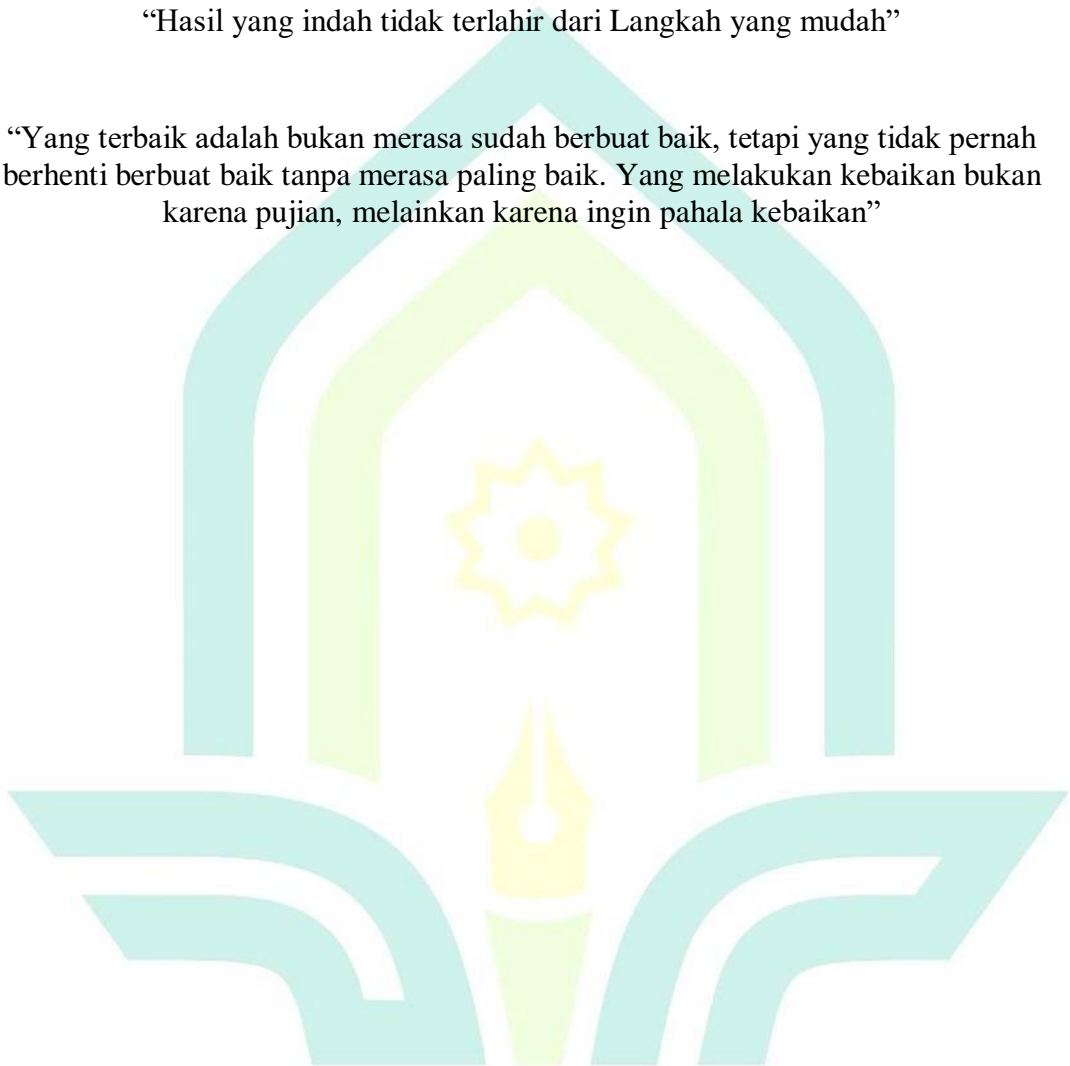 “Hasil yang indah tidak terlahir dari Langkah yang mudah”
“Yang terbaik adalah bukan merasa sudah berbuat baik, tetapi yang tidak pernah
berhenti berbuat baik tanpa merasa paling baik. Yang melakukan kebaikan bukan
karena pujian, melainkan karena ingin pahala kebaikan”